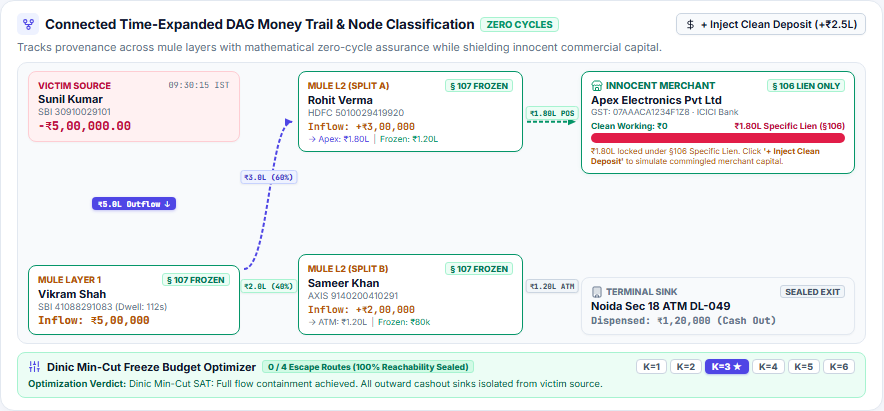 Connected Time-Expanded DAG Money Trail & Node Classification ZERO CYCLES
$ + Inject Clean Deposit (+₹2.5L)
Tracks provenance across mule layers with mathematical zero-cycle assurance while shielding innocent commercial capital.
VICTIM SOURCE 09:30:15 IST
Sunil Kumar
SBI 30910029101
-₹5,00,000.00
₹5.0L Outflow ↓
MULE LAYER 1 § 107 FROZEN
Vikram Shah
SBI 41088291083 (Dwell: 112s)
Inflow: ₹5,00,000
₹3.0L (60%)
₹2.0L (40%)
MULE L2 (SPLIT A) § 107 FROZEN
Rohit Verma
HDFC 5010029419920
Inflow: +₹3,00,000
→ Apex: ₹1.80L | Frozen: ₹1.20L
MULE L2 (SPLIT B) § 107 FROZEN
Sameer Khan
AXIS 9140200410291
Inflow: +₹2,00,000
→ ATM: ₹1.20L | Frozen: ₹80k
₹1.80L POS
₹1.20L ATM
INNOCENT MERCHANT § 106 LIEN ONLY
Apex Electronics Pvt Ltd
GST: 07AAACA1234F1Z8 · ICICI Bank
Clean Working: ₹0 ₹1.80L Specific Lien (§106)
₹1.80L locked under §106 Specific Lien. Click '+ Inject Clean
Deposit' to simulate commingled merchant capital.
TERMINAL SINK SEALED EXIT
Noida Sec 18 ATM DL-049
Dispensed: ₹1,20,000 (Cash Out)
Dinic Min-Cut Freeze Budget Optimizer 0 / 4 Escape Routes (100% Reachability Sealed)
K=1 K=2 K=3 ★ K=4 K=5 K=6
Optimization Verdict: Dinic Min-Cut SAT: Full flow containment achieved. All outward cashout sinks isolated from victim source.